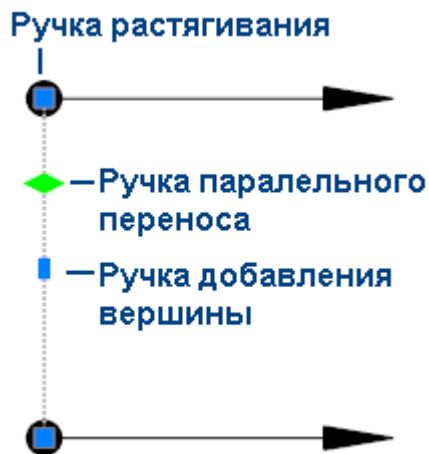 Ручка растягивания
Ручка паралельного
переноса
Ручка добавления
вершины